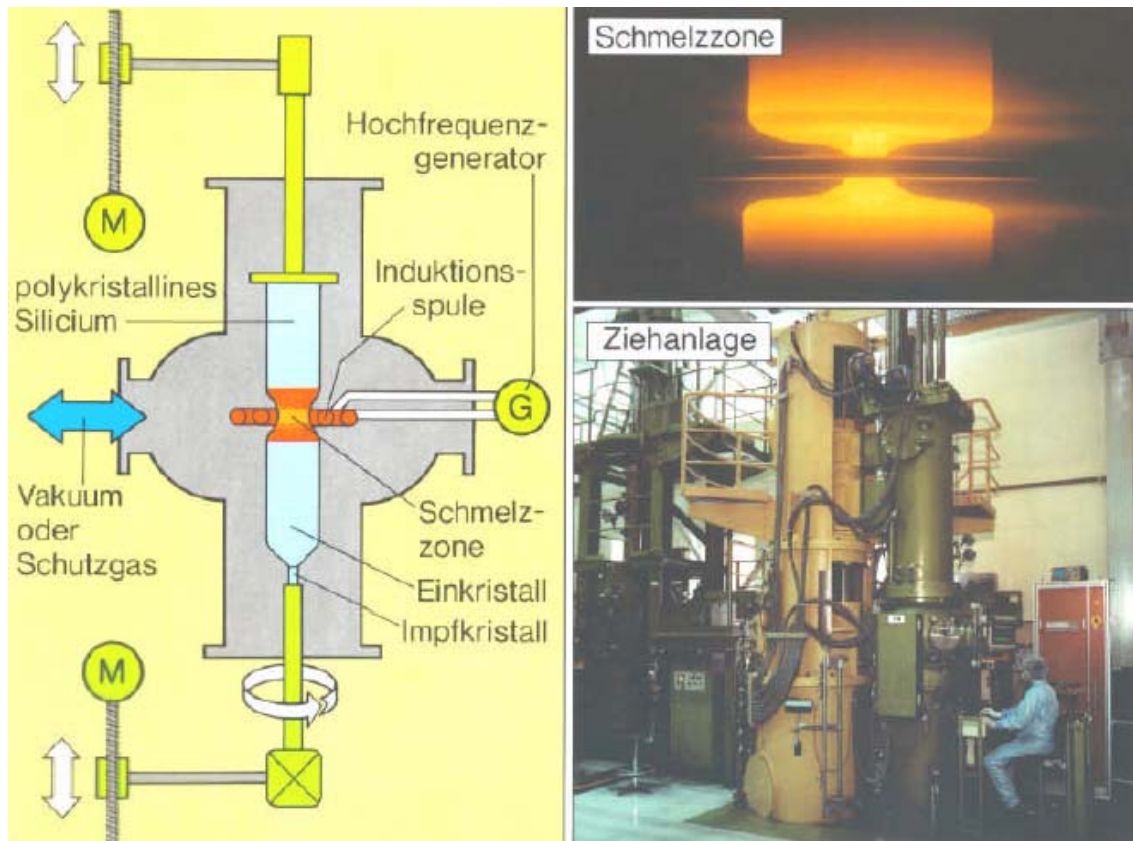 Hochfrequenz-
generator
M
polykristallines
Silicium
Induktions-
spule
G
Vakuum
oder
Schutzgas
Schmelz-
zone
Einkristall
Impfkristall
M
Schmelzzone
Ziehanlage